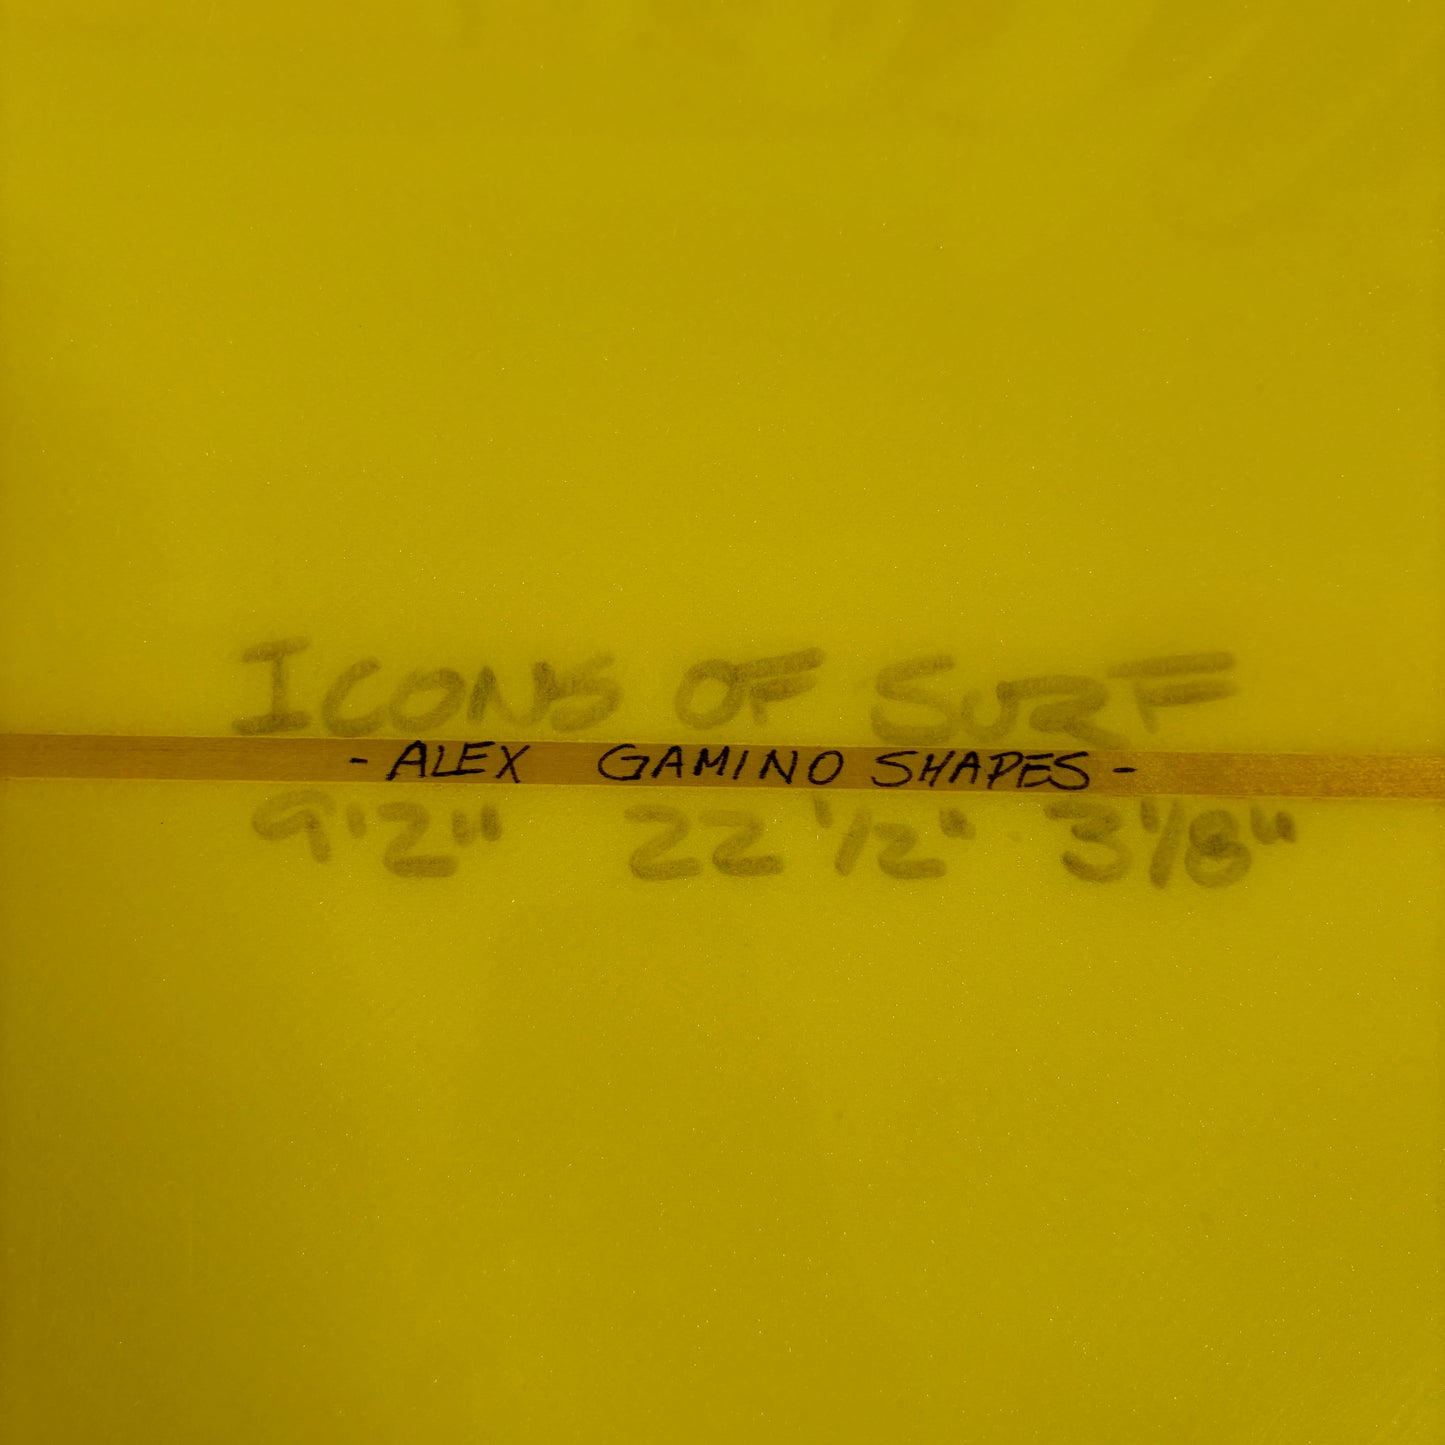 ICONS OF SURF
- ALEX GAMINO SHAPES -
9'2" 22 1/2" 3 1/8"